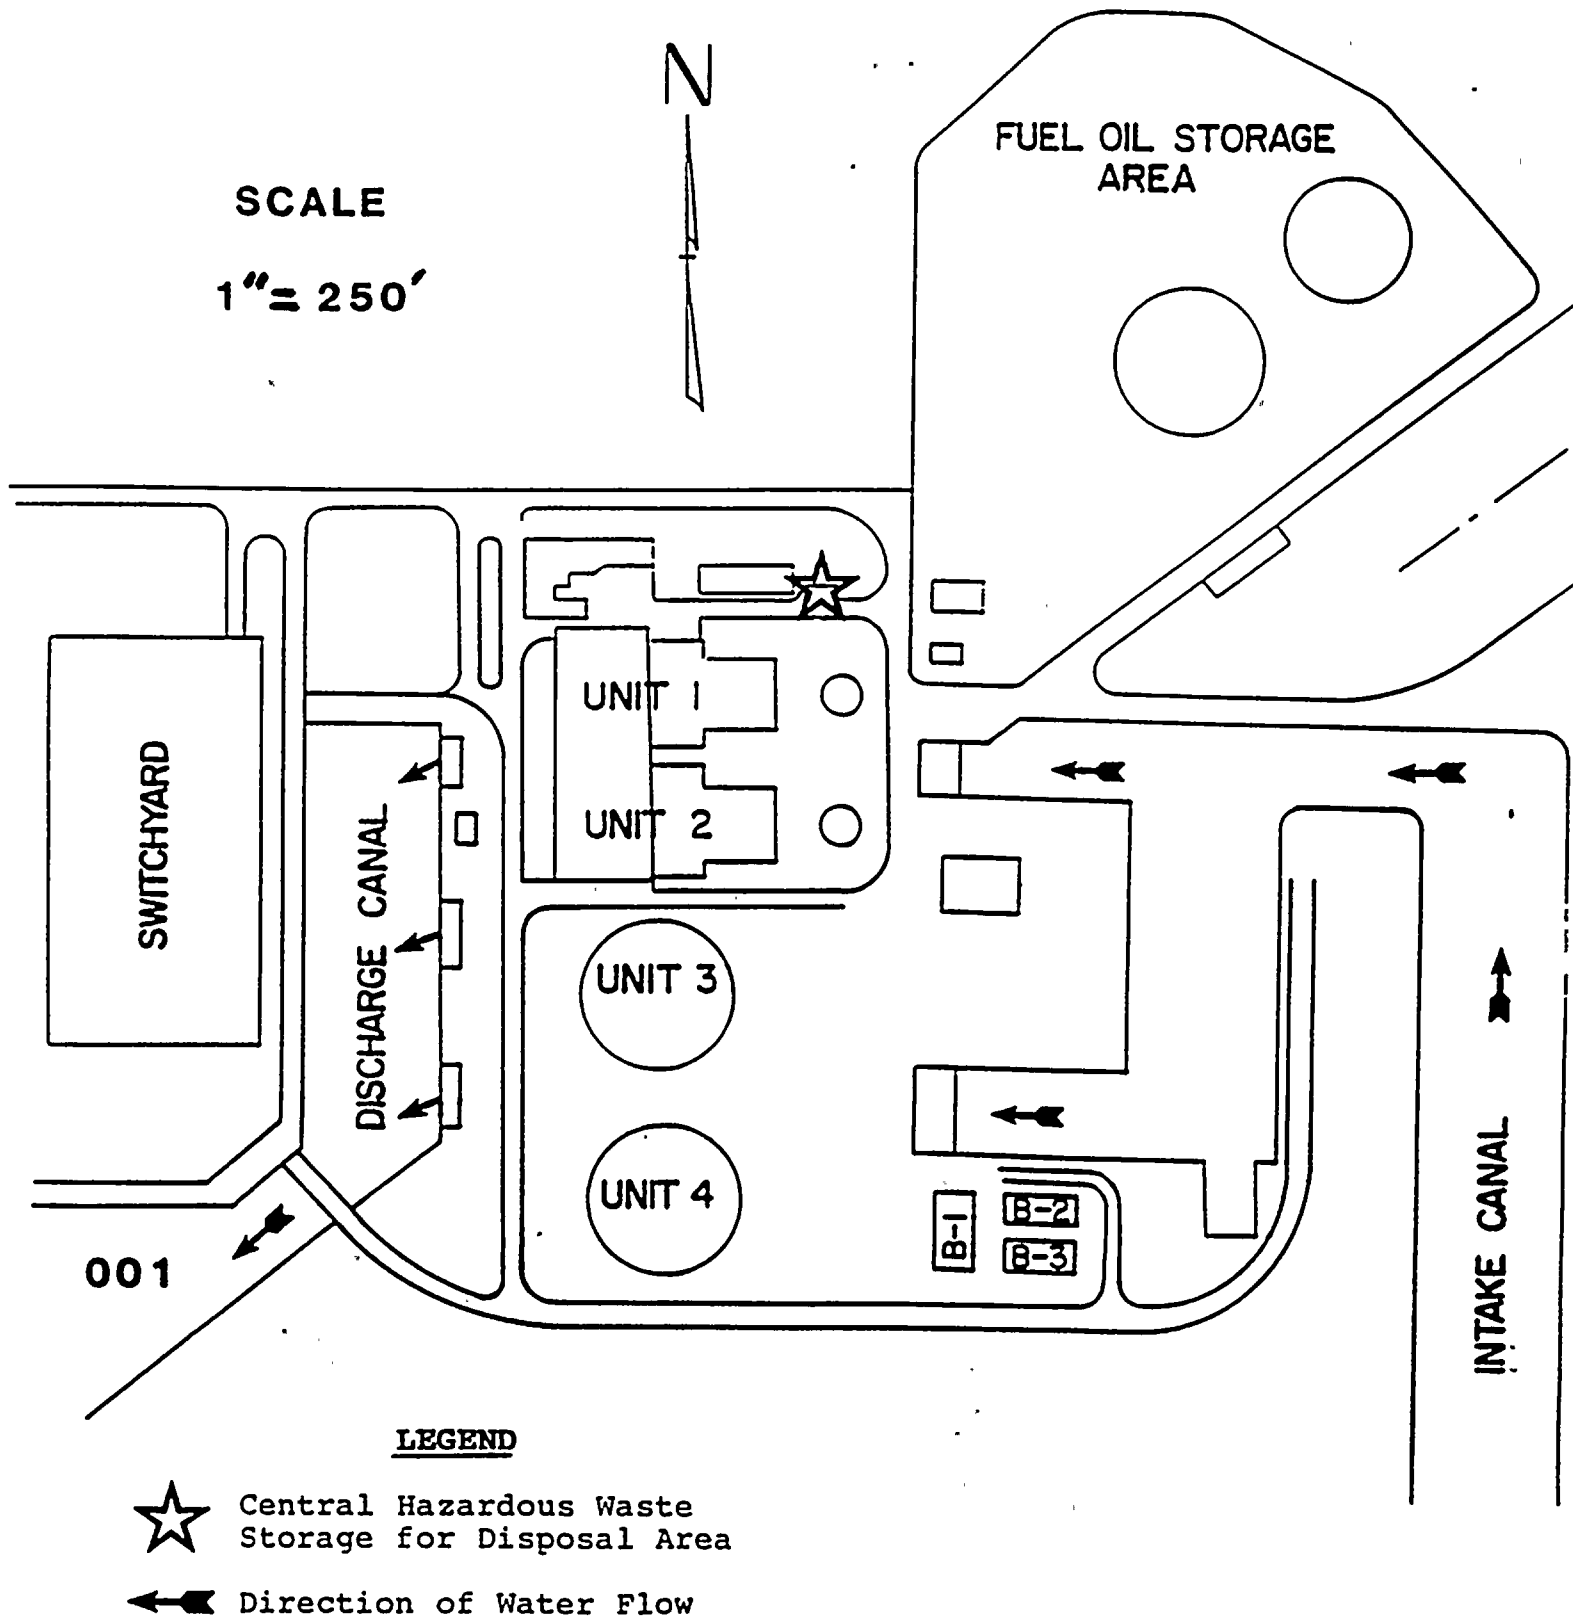 N
FUEL OIL STORAGE
AREA
SCALE
1"= 250'
UNIT 1
SWITCHYARD
DISCHARGE CANAL
UNIT 2
UNIT 3
UNIT 4
B-1
B-2
B-3
INTAKE CANAL
001
LEGEND
Central Hazardous Waste
Storage for Disposal Area
Direction of Water Flow